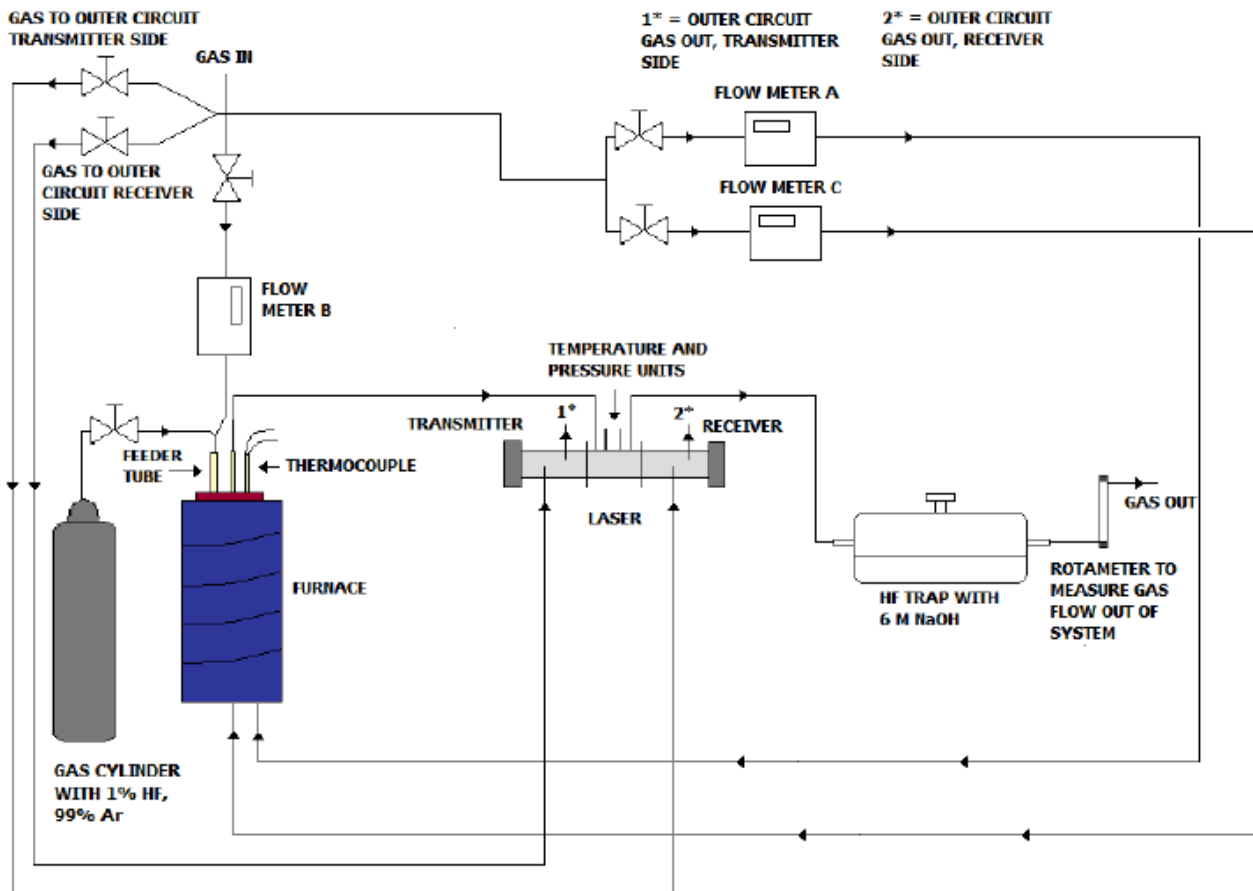 GAS TO OUTER CIRCUIT
TRANSMITTER SIDE
GAS IN
1* = OUTER CIRCUIT
GAS OUT, TRANSMITTER
SIDE
2* = OUTER CIRCUIT
GAS OUT, RECEIVER
SIDE
FLOW METER A
GAS TO OUTER
CIRCUIT RECEIVER
SIDE
FLOW METER C
FLOW
METER B
TEMPERATURE AND
PRESSURE UNITS
TRANSMITTER
1*
2*
RECEIVER
FEEDER
TUBE
THERMOCOUPLE
LASER
GAS OUT
FURNACE
HF TRAP WITH
6 M NaOH
ROTAMETER TO
MEASURE GAS
FLOW OUT OF
SYSTEM
GAS CYLINDER
WITH 1% HF,
99% Ar